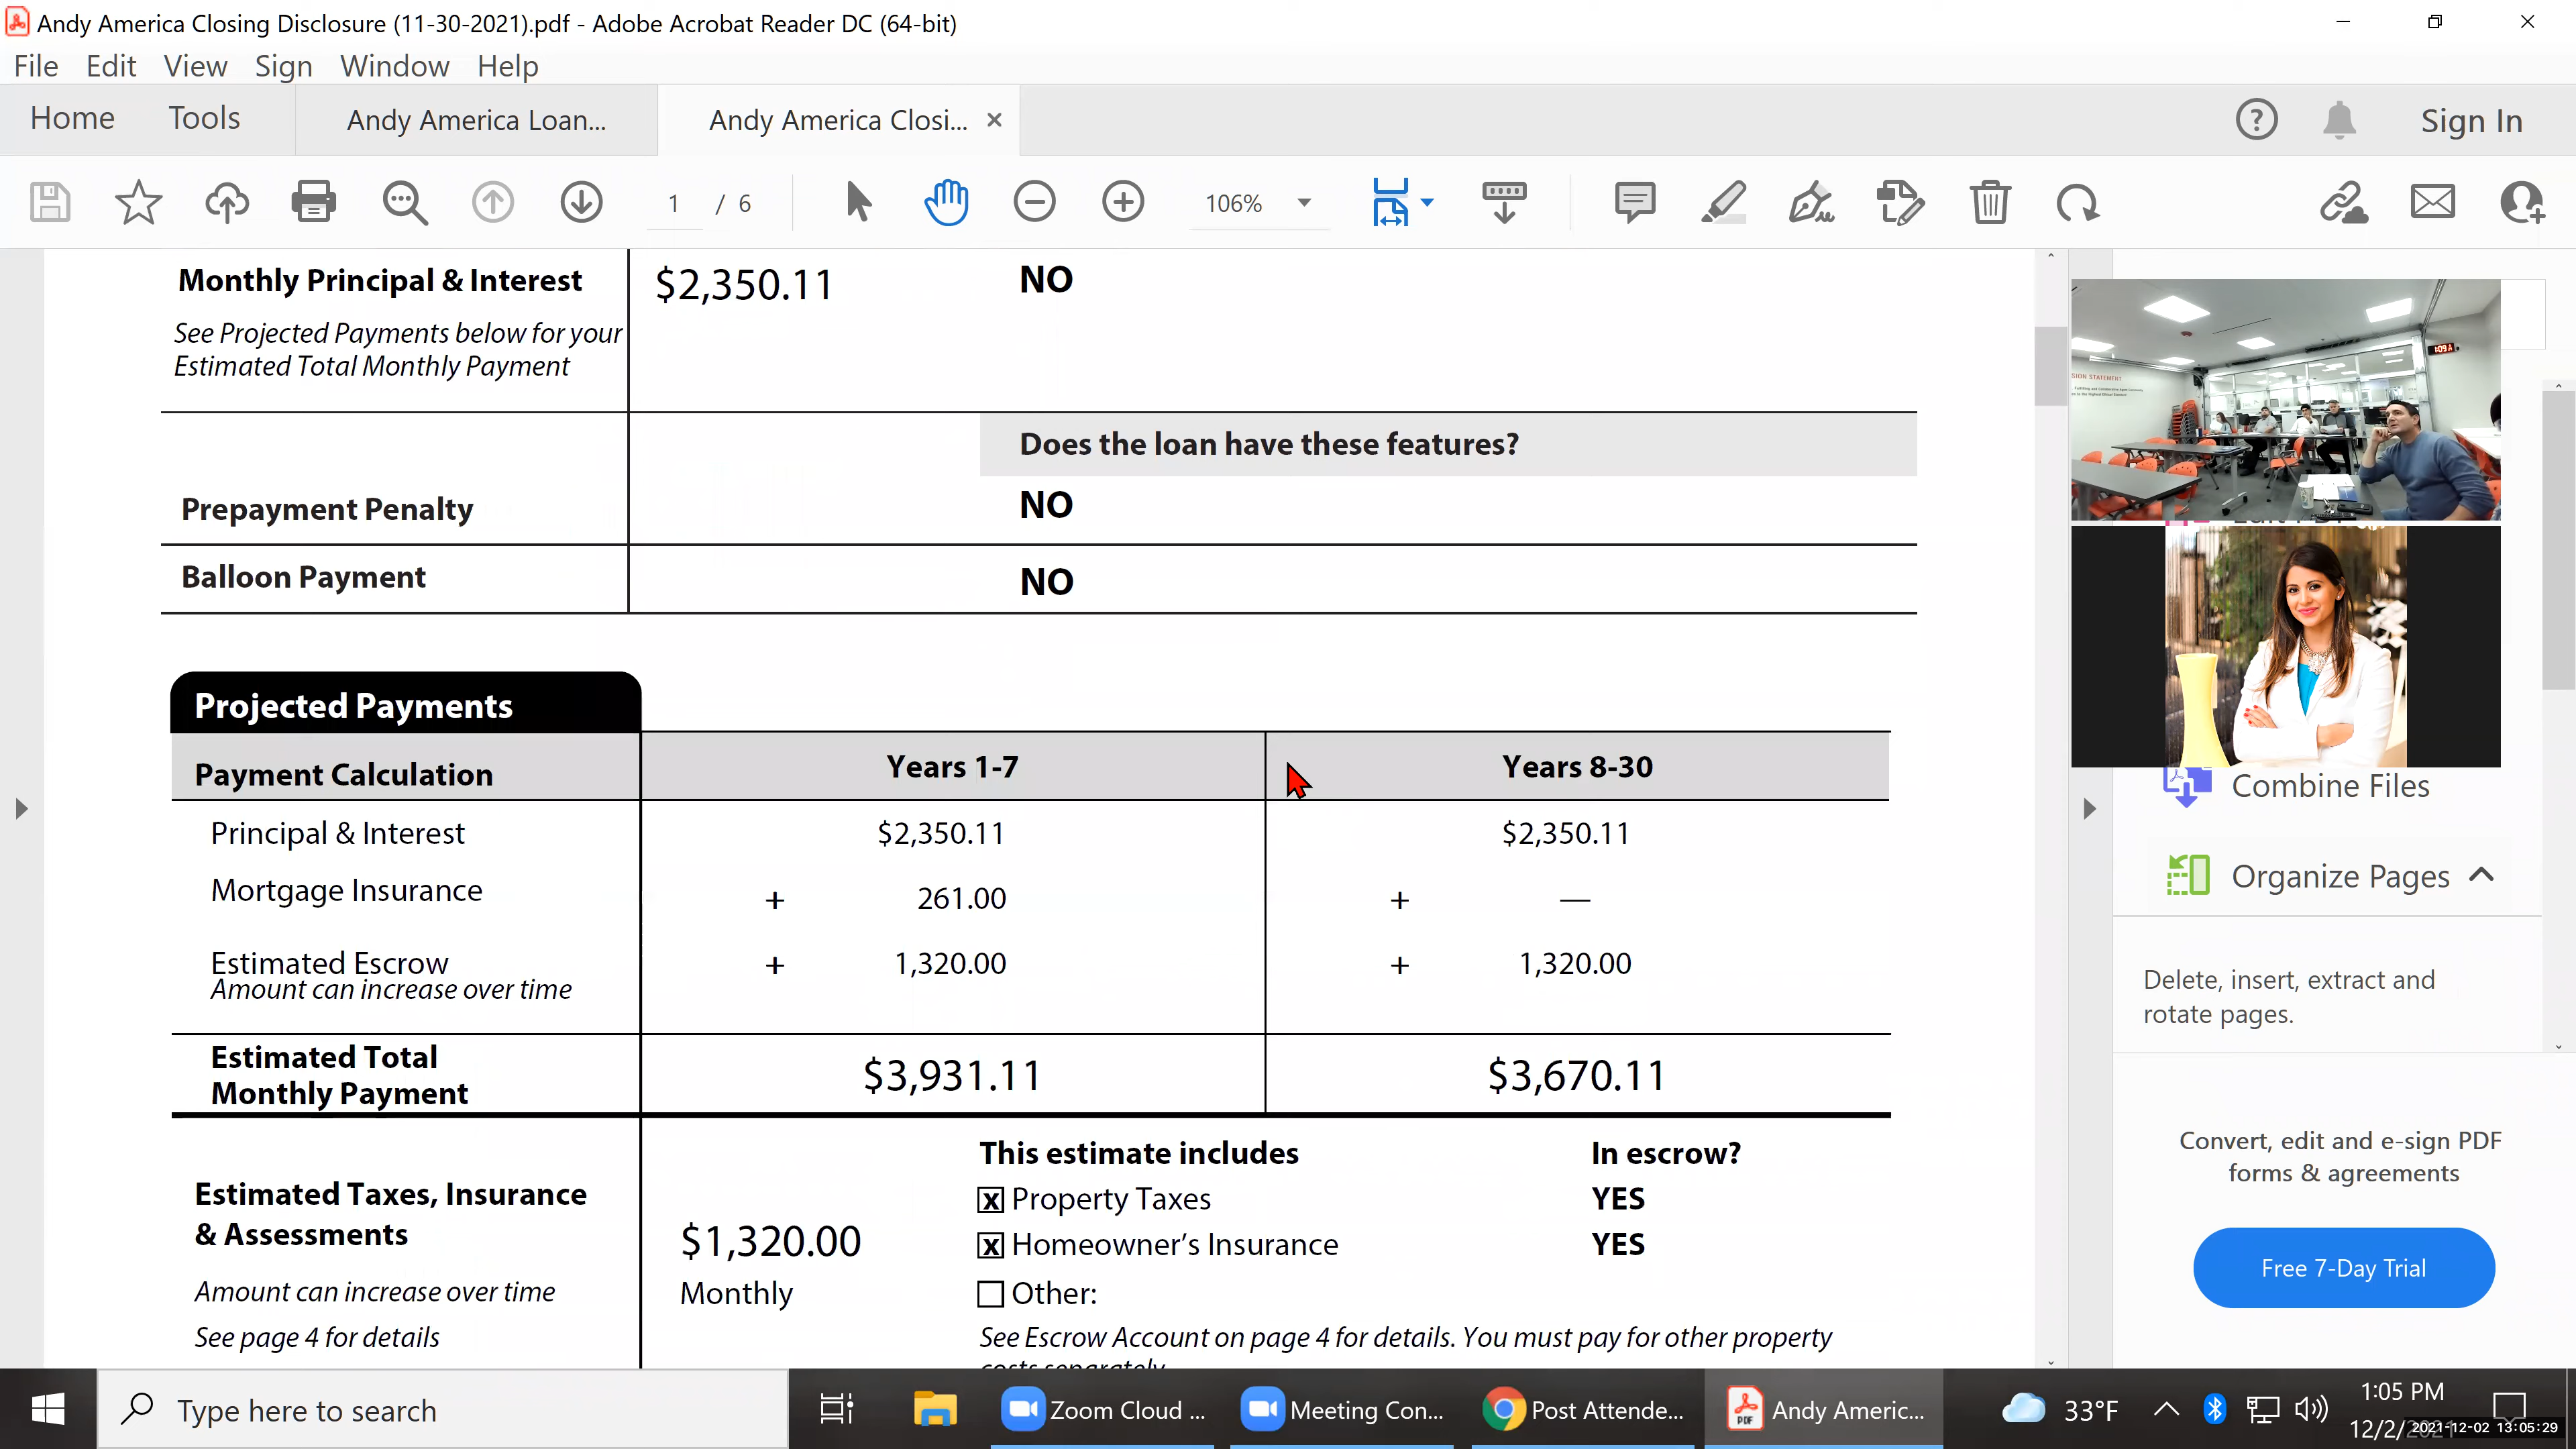 Andy America Closing Disclosure (11-30-2021).pdf - Adobe Acrobat Reader DC (64-bit)
File Edit View Sign Window Help
Home Tools Andy America Loan... Andy America Closi... × Sign In
1 / 6 106%
Monthly Principal & Interest $2,350.11 NO
See Projected Payments below for your
Estimated Total Monthly Payment
Does the loan have these features?
Prepayment Penalty NO
Balloon Payment NO
Projected Payments
Payment Calculation Years 1-7 Years 8-30
Principal & Interest $2,350.11 $2,350.11
Mortgage Insurance + 261.00 + —
Estimated Escrow + 1,320.00 + 1,320.00
Amount can increase over time
Estimated Total
Monthly Payment $3,931.11 $3,670.11
This estimate includes In escrow?
Estimated Taxes, Insurance
& Assessments
$1,320.00
Monthly
x Property Taxes YES
x Homeowner's Insurance YES
Other:
Amount can increase over time
See page 4 for details
See Escrow Account on page 4 for details. You must pay for other property
costs separately
SION STATEMENT
Combine Files
Organize Pages
Delete, insert, extract and
rotate pages.
Convert, edit and e-sign PDF
forms & agreements
Free 7-Day Trial
Type here to search
Zoom Cloud ... Meeting Con... Post Attende... Andy Americ...
33°F
1:05 PM
12/2/
2021-12-02 13:05:29